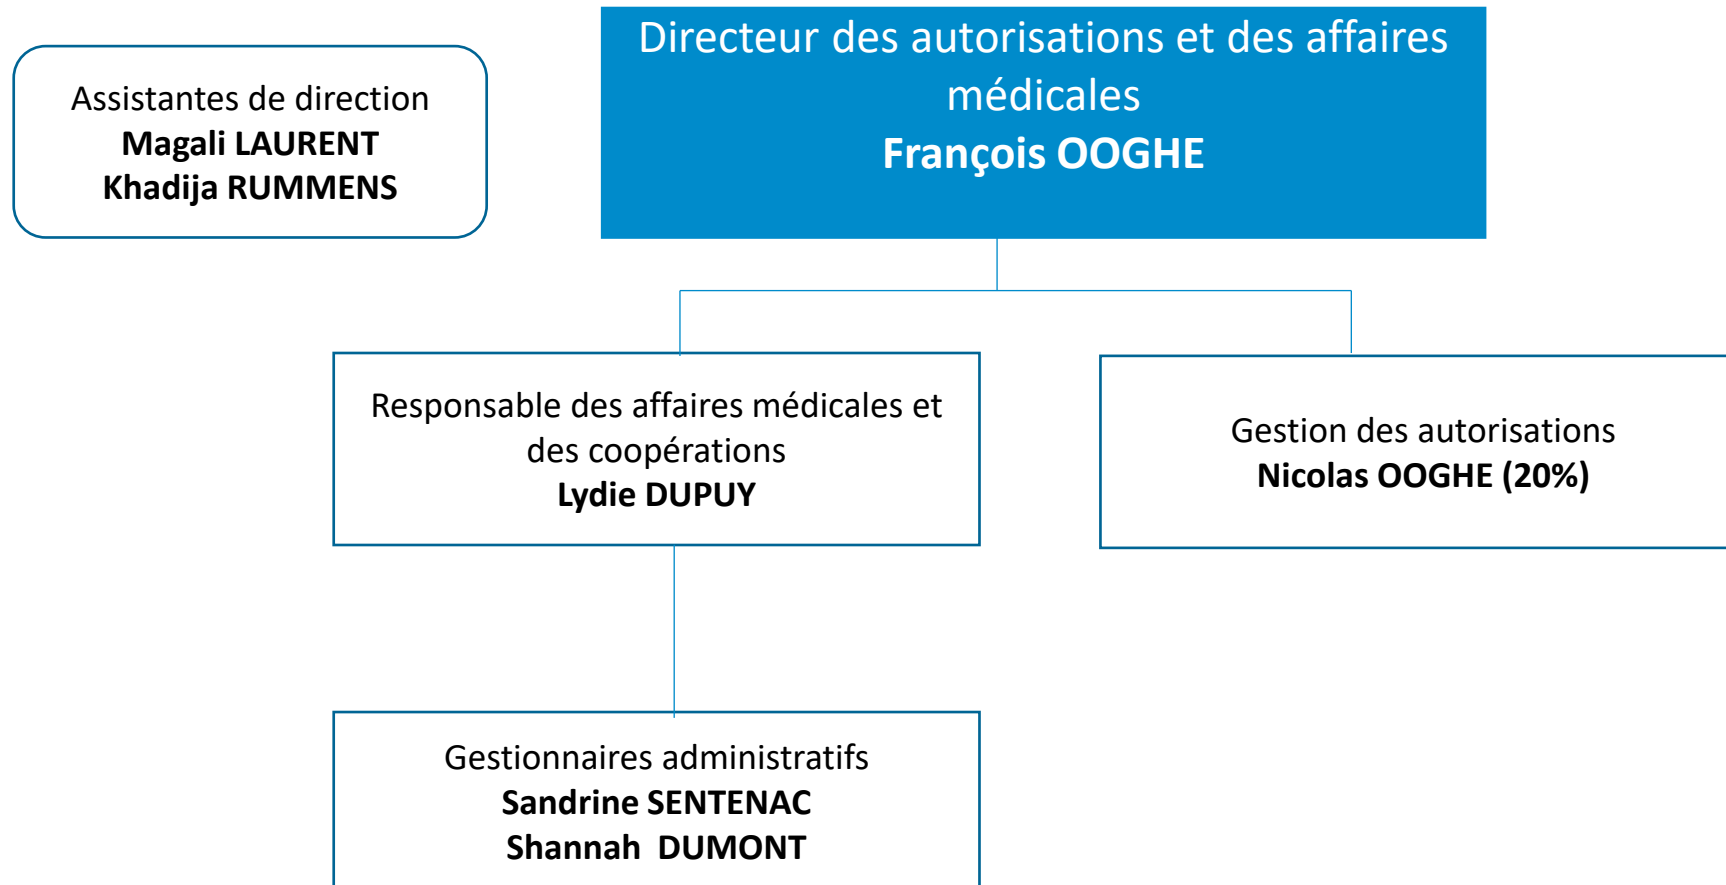 Assistantes de direction
Magali LAURENT
Khadija RUMMENS
Directeur des autorisations et des affaires
médicales
François OOGHE
Responsable des affaires médicales et
des coopérations
Lydie DUPUY
Gestion des autorisations
Nicolas OOGHE (20%)
Gestionnaires administratifs
Sandrine SENTENAC
Shannah  DUMONT